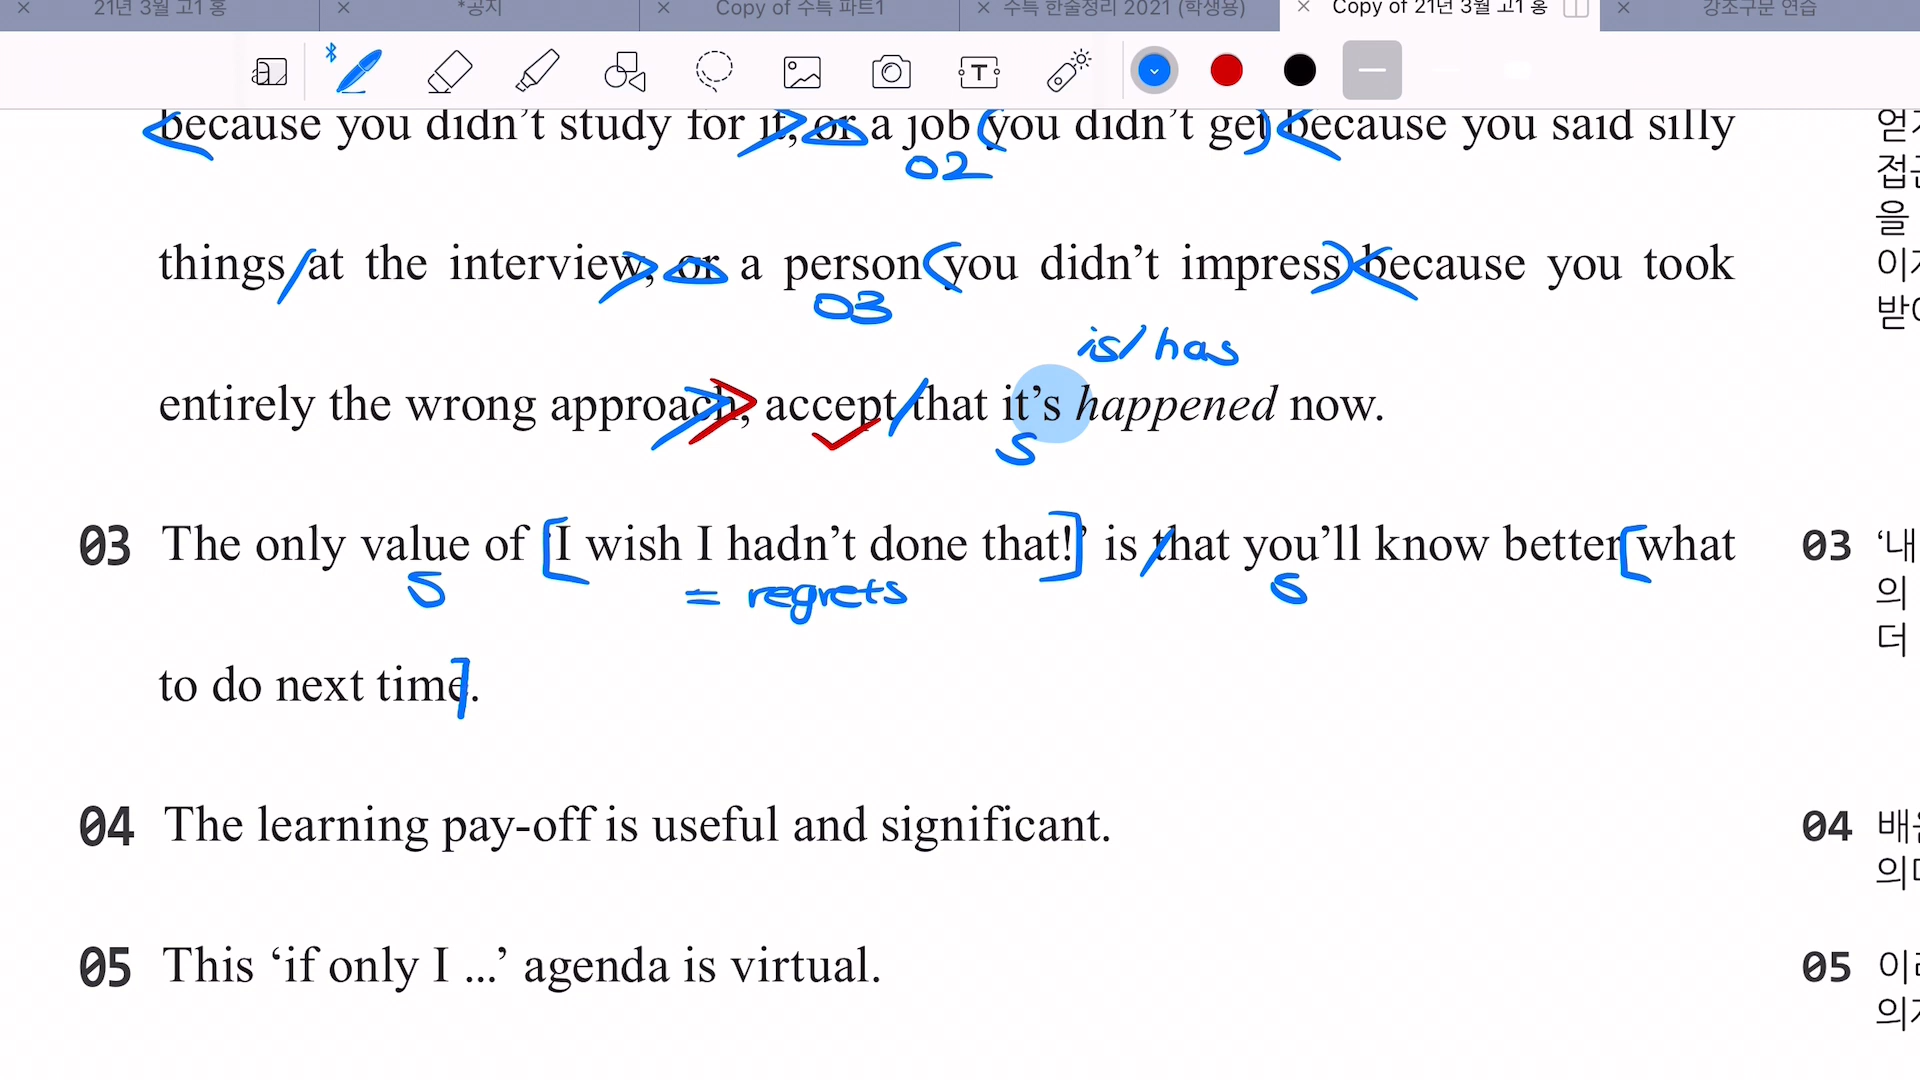 21년 3월 고1 홍
*공지
Copy of 수특 파트1
수특 한술정리 2021 (학생용)
Copy of 21년 3월 고1 홍
강조구문 연습
because you didn't study for it, or a job you didn't get because you said silly
02
things at the interview, or a person you didn't impress because you took
03
is/has
entirely the wrong approach, accept that it's happened now.
S
03 The only value of 'I wish I hadn't done that!' is that you'll know better what
S = regrets S
to do next time.
04 The learning pay-off is useful and significant.
05 This ‘if only I ...’ agenda is virtual.
을
03 ‘내
의
더
04
05